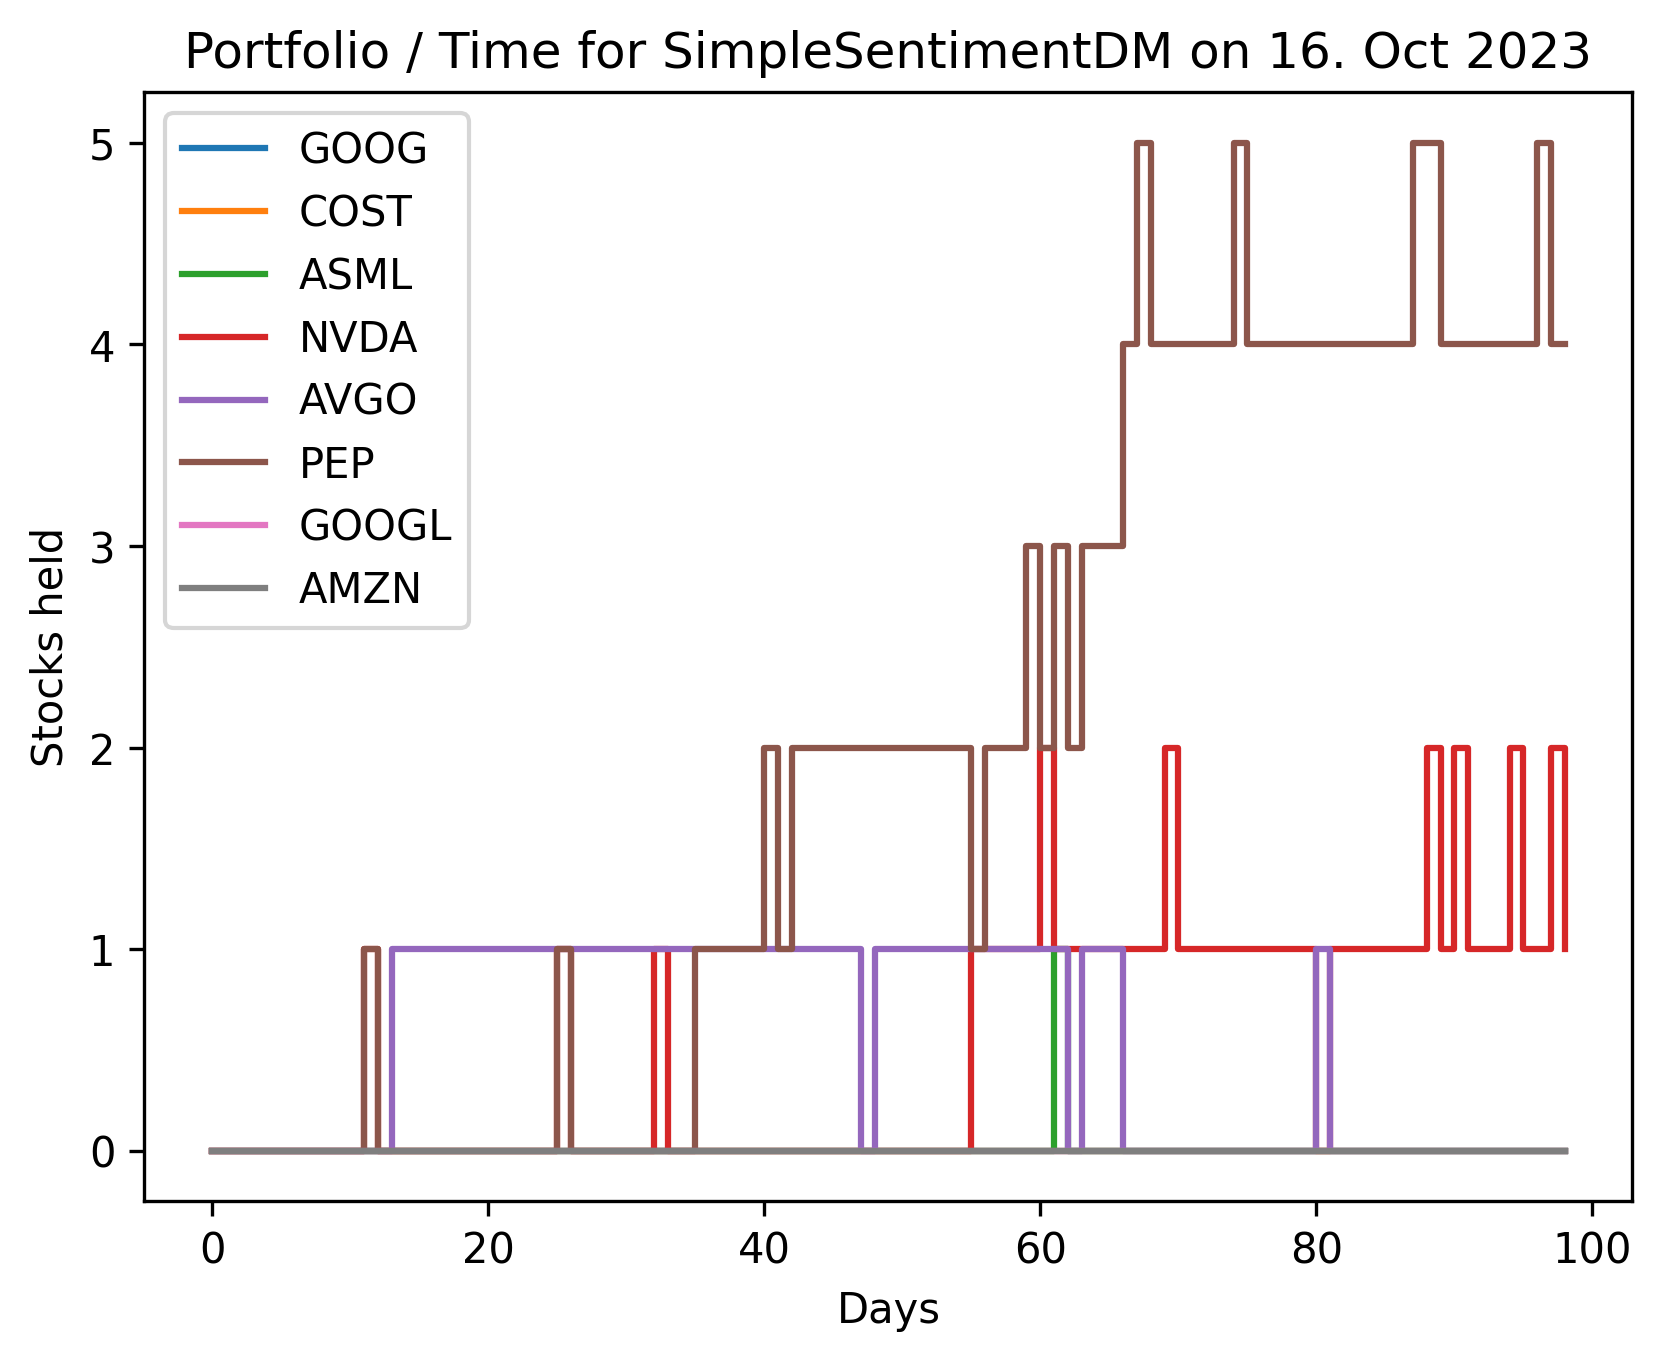 Portfolio / Time for SimpleSentimentDM on 16. Oct 2023
GOOG
COST
ASML
NVDA
AVGO
PEP
GOOGL
AMZN
Stocks held
5
4
3
2
1
0
0 20 40 60 80 100
Days